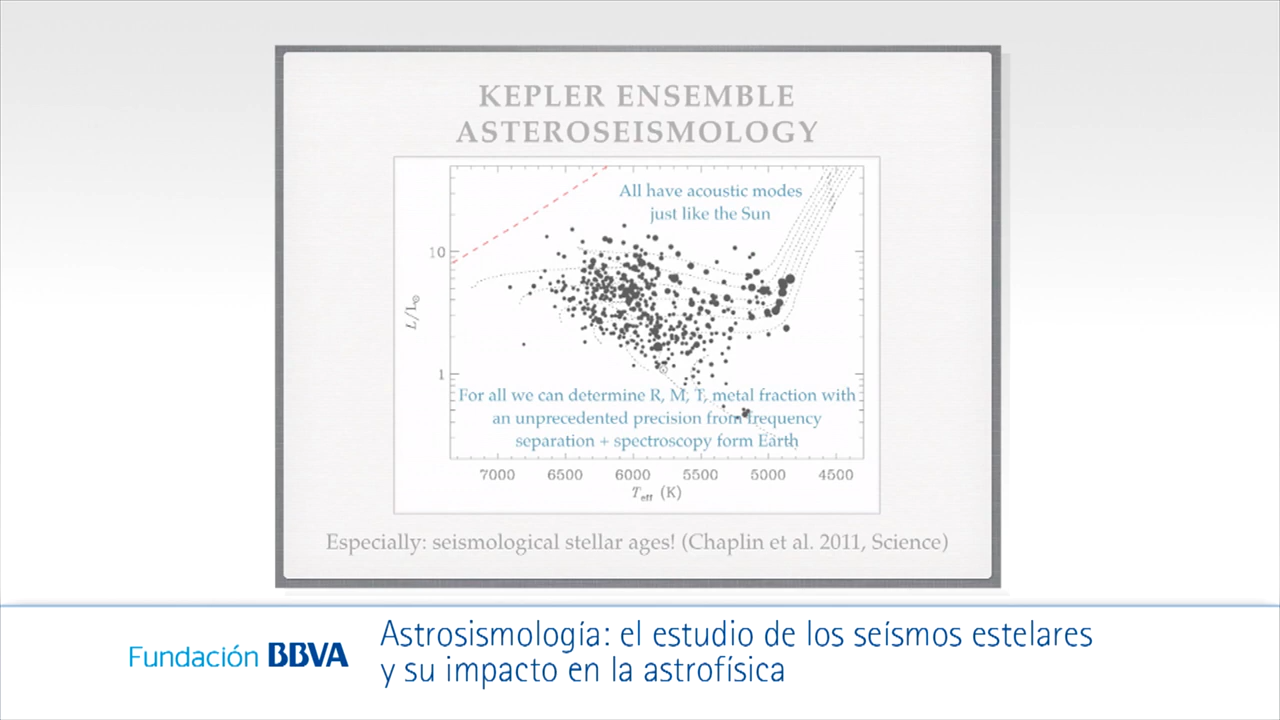 KEPLER ENSEMBLE
ASTEROSEISMOLOGY
All have acoustic modes
just like the Sun
10
L/L⊙
1
For all we can determine R, M, T, metal fraction with
an unprecedented precision from frequency
separation + spectroscopy form Earth
7000 6500 6000 5500 5000 4500
Teff (K)
Especially: seismological stellar ages! (Chaplin et al. 2011, Science)
Fundación BBVA
Astrosismología: el estudio de los seísmos estelares
y su impacto en la astrofísica